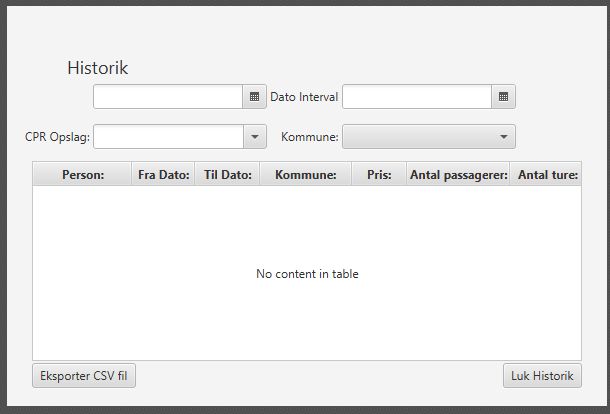 Historik
Dato Interval
CPR Opslag: Kommune:
Person: Fra Dato: Til Dato: Kommune: Pris: Antal passagerer: Antal ture:
No content in table
Eksporter CSV fil Luk Historik